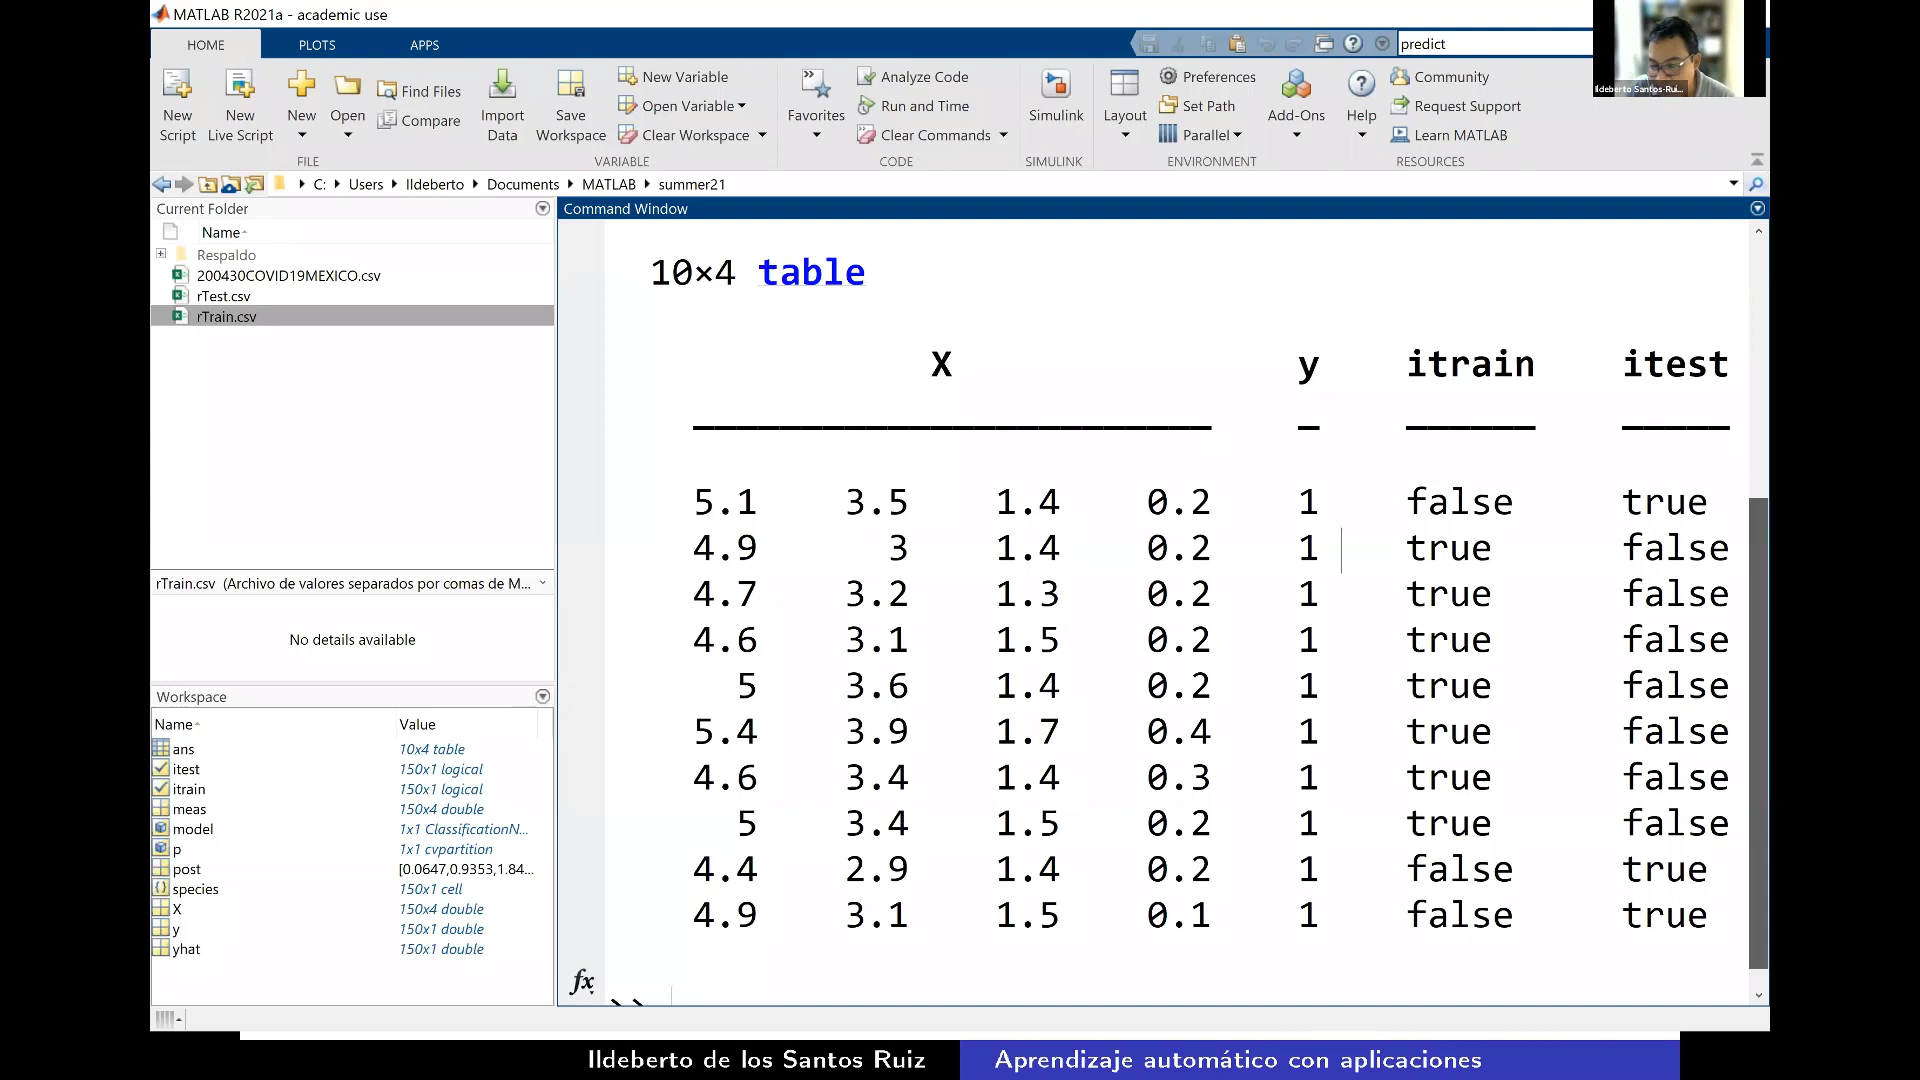 MATLAB R2021a - academic use
HOME PLOTS APPS
predict
New Script
New Live Script
New
Open
Find Files
Compare
Import Data
Save Workspace
New Variable
Open Variable
Clear Workspace
Favorites
Analyze Code
Run and Time
Clear Commands
Simulink
Layout
Preferences
Set Path
Parallel
Add-Ons
Help
Community
Request Support
Learn MATLAB
FILE VARIABLE CODE SIMULINK ENVIRONMENT RESOURCES
Ildeberto Santos-Rui...
C: Users Ildeberto Documents MATLAB summer21
Current Folder
Name
Respaldo
200430COVID19MEXICO.csv
rTest.csv
rTrain.csv
rTrain.csv (Archivo de valores separados por comas de M...
No details available
Workspace
Name Value
ans 10x4 table
itest 150x1 logical
itrain 150x1 logical
meas 150x4 double
model 1x1 ClassificationN...
p 1x1 cvpartition
post [0.0647,0.9353,1.84...
species 150x1 cell
X 150x4 double
y 150x1 double
yhat 150x1 double
Command Window
10×4 table
X y itrain itest
5.1 3.5 1.4 0.2 1 false true
4.9 3 1.4 0.2 1 true false
4.7 3.2 1.3 0.2 1 true false
4.6 3.1 1.5 0.2 1 true false
5 3.6 1.4 0.2 1 true false
5.4 3.9 1.7 0.4 1 true false
4.6 3.4 1.4 0.3 1 true false
5 3.4 1.5 0.2 1 true false
4.4 2.9 1.4 0.2 1 false true
4.9 3.1 1.5 0.1 1 false true
fx >>
Ildeberto de los Santos Ruiz
Aprendizaje automático con aplicaciones